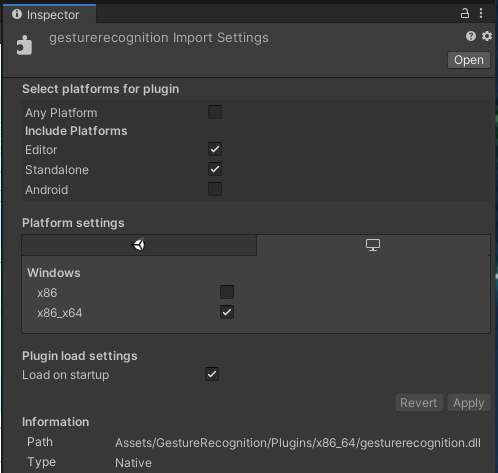 Inspector
gesturerecognition Import Settings
Open
Select platforms for plugin
Any Platform
Include Platforms
Editor
Standalone
Android
Platform settings
Windows
x86
x86_x64
Plugin load settings
Load on startup
Revert Apply
Information
Path Assets/GestureRecognition/Plugins/x86_64/gesturerecognition.dll
Type Native